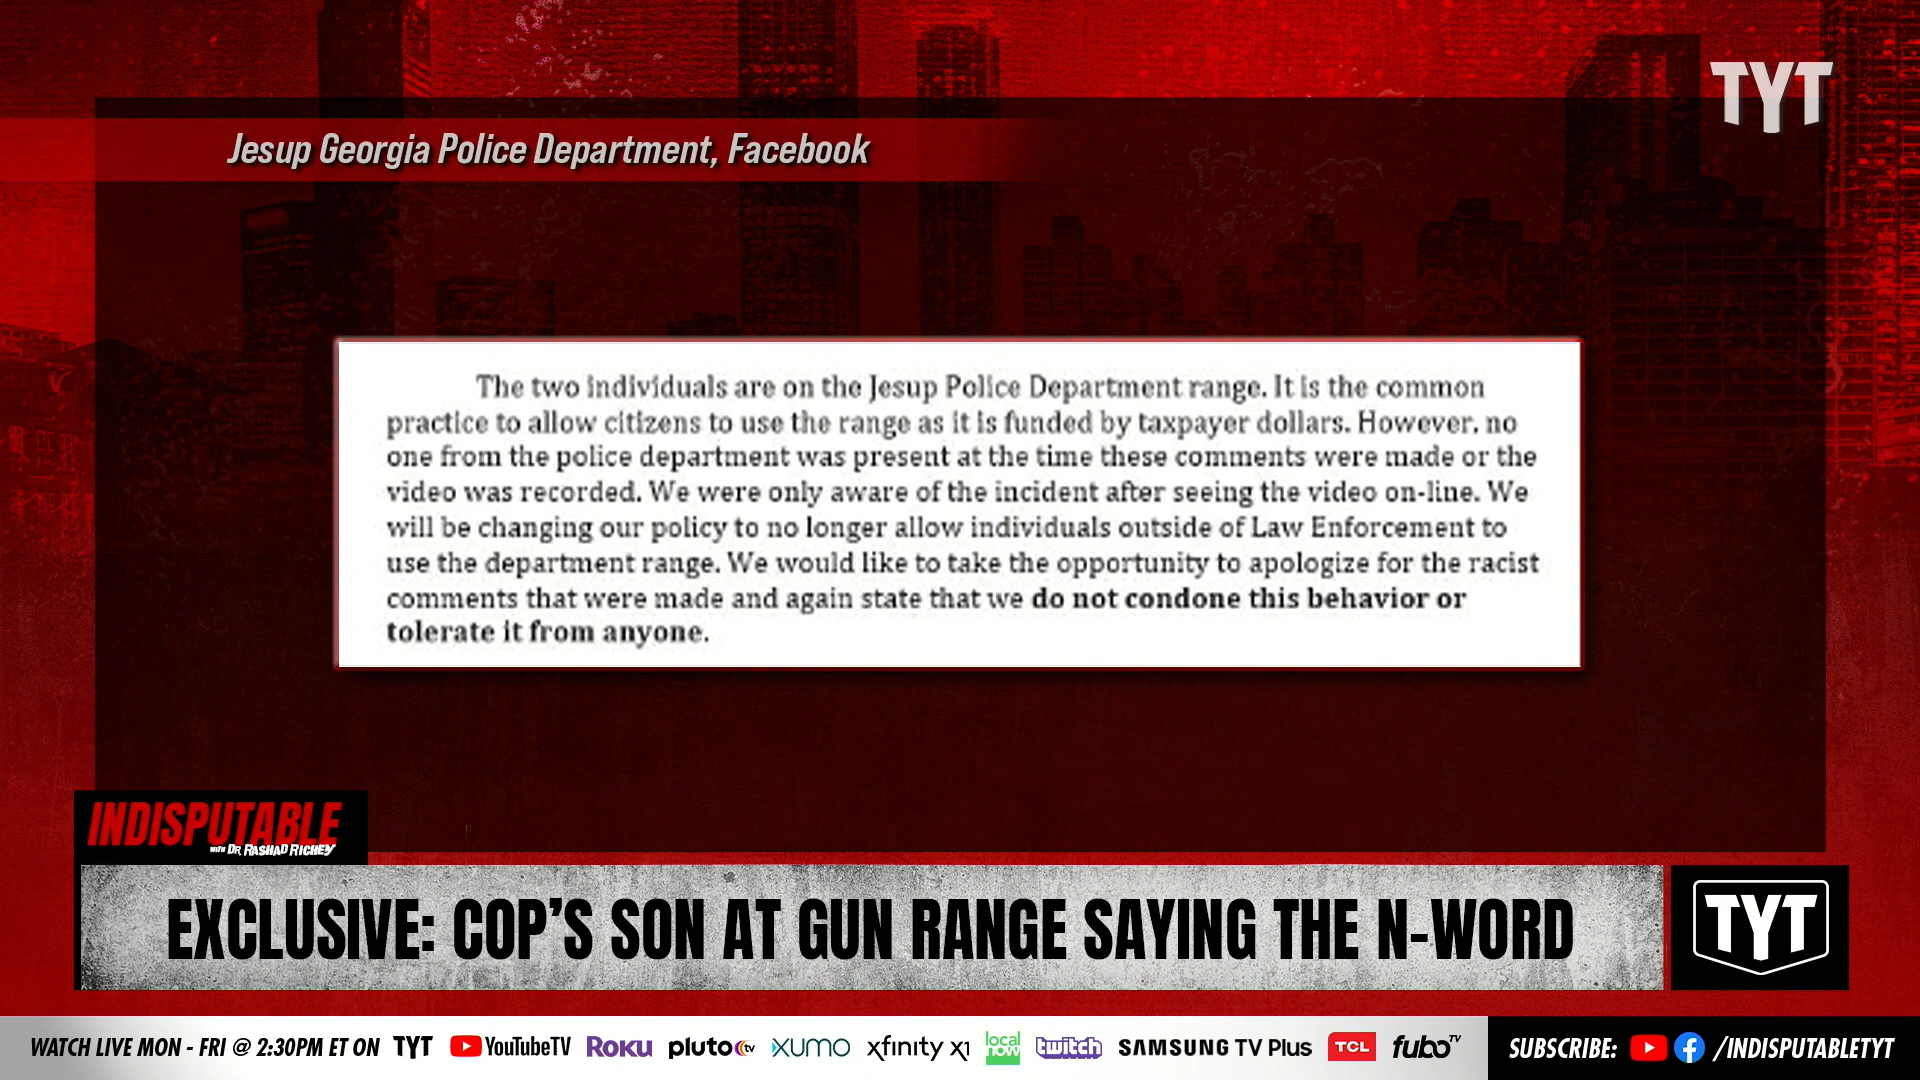 TYT
Jesup Georgia Police Department, Facebook
The two individuals are on the Jesup Police Department range. It is the common
practice to allow citizens to use the range as it is funded by taxpayer dollars. However, no
one from the police department was present at the time these comments were made or the
video was recorded. We were only aware of the incident after seeing the video on-line. We
will be changing our policy to no longer allow individuals outside of Law Enforcement to
use the department range. We would like to take the opportunity to apologize for the racist
comments that were made and again state that we do not condone this behavior or
tolerate it from anyone.
INDISPUTABLE
WITH DR RASHAD RICHEY
EXCLUSIVE: COP'S SON AT GUN RANGE SAYING THE N-WORD
TYT
WATCH LIVE MON - FRI @ 2:30PM ET ON TYT YouTubeTV ROKU pluto tv XUMO xfinity x1 local now twitch SAMSUNG TV Plus TCL fubo TV SUBSCRIBE: /INDISPUTABLETYT